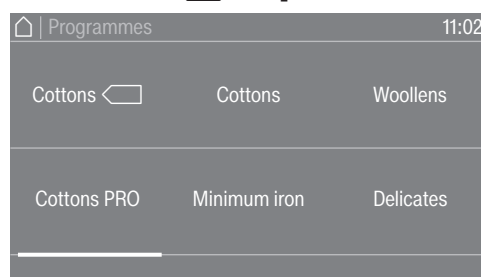 Programmes 11:02
Cottons Cottons Woollens
Cottons PRO Minimum iron Delicates